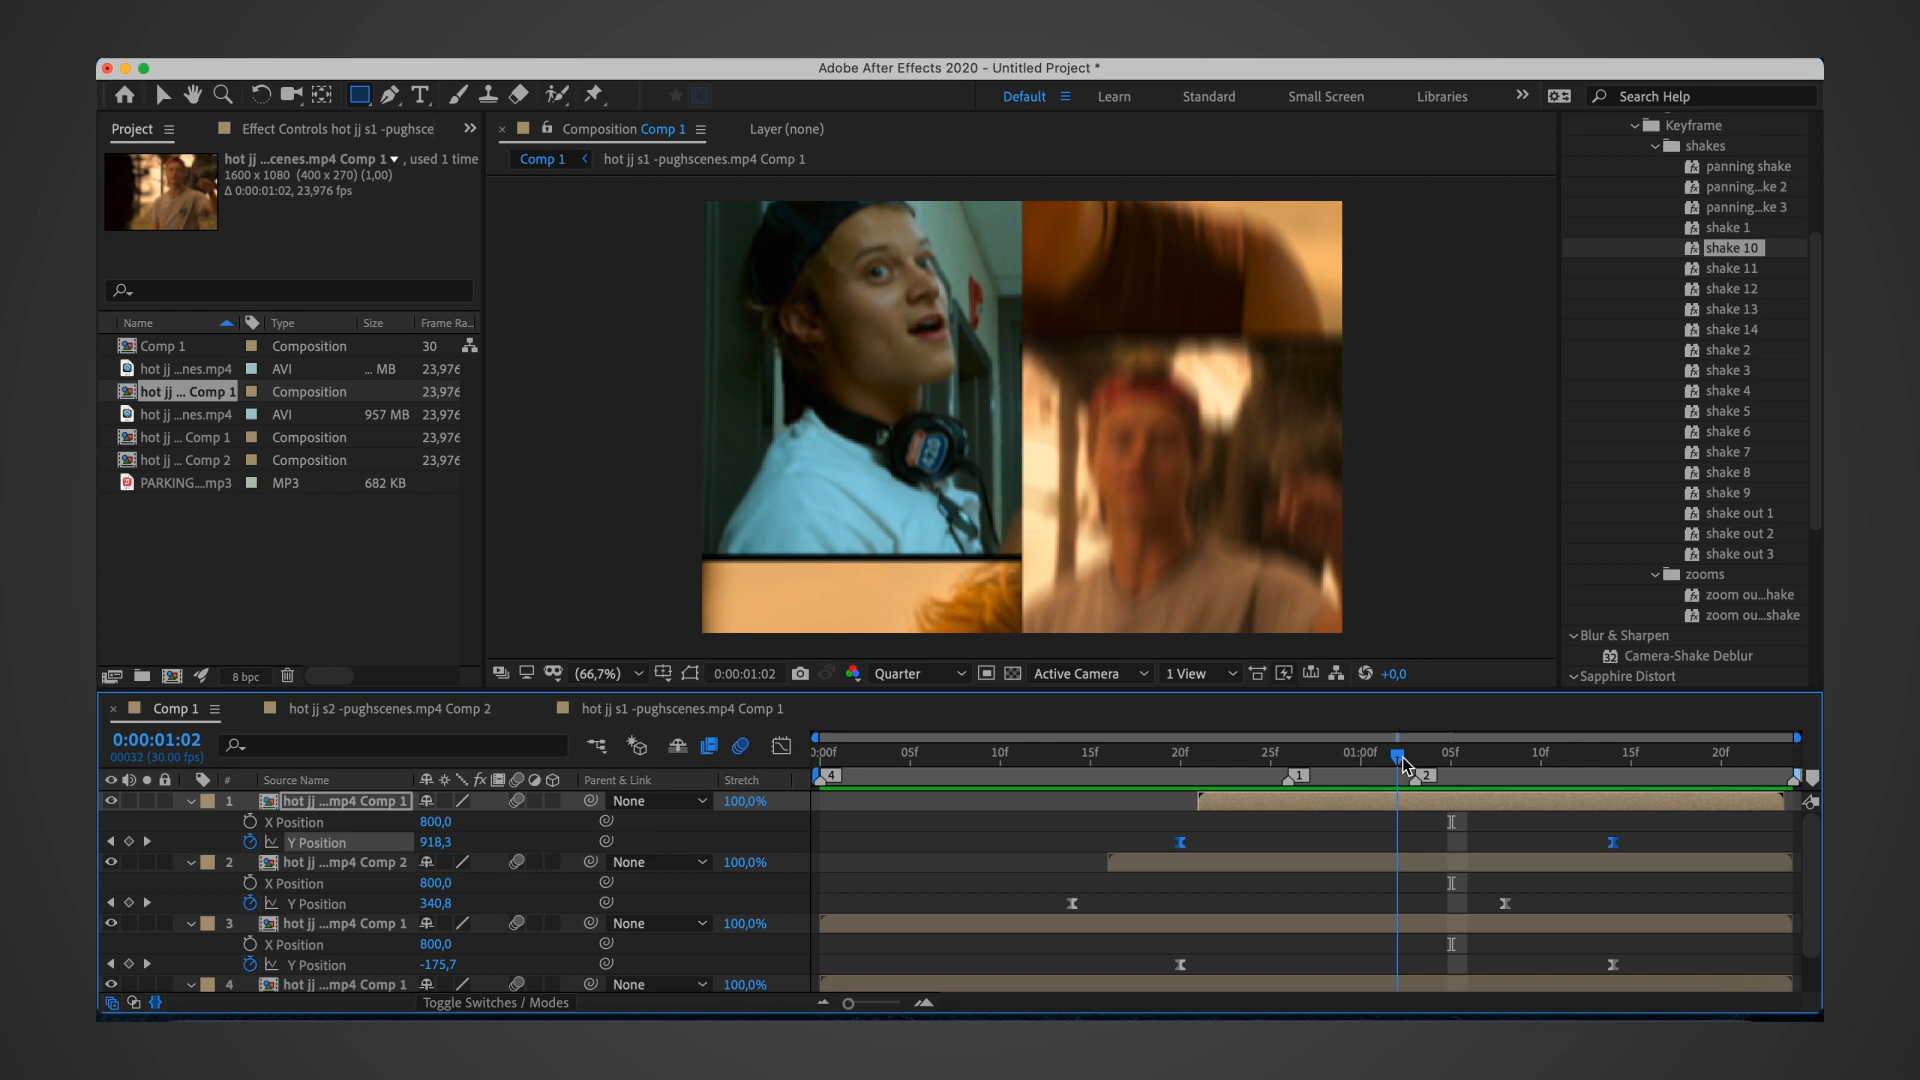 Adobe After Effects 2020 - Untitled Project *
Default
Learn
Standard
Small Screen
Libraries
Search Help
Project
Effect Controls hot jj s1 -pughsce
Composition Comp 1
Layer (none)
hot jj ...cenes.mp4 Comp 1 , used 1 time
1600 x 1080 (400 x 270) (1,00)
Δ 0:00:01:02, 23,976 fps
Comp 1
hot jj s1 -pughscenes.mp4 Comp 1
Name Type Size Frame Ra...
Comp 1 Composition 30
hot jj ...nes.mp4 AVI ... MB 23,976
hot jj ... Comp 1 Composition 23,976
hot jj ...nes.mp4 AVI 957 MB 23,976
hot jj ... Comp 1 Composition 23,976
hot jj ... Comp 2 Composition 23,976
PARKING....mp3 MP3 682 KB
8 bpc
(66,7%) 0:00:01:02 Quarter Active Camera 1 View +0,0
Keyframe
shakes
panning shake
panning...ke 2
panning...ke 3
shake 1
shake 10
shake 11
shake 12
shake 13
shake 14
shake 2
shake 3
shake 4
shake 5
shake 6
shake 7
shake 8
shake 9
shake out 1
shake out 2
shake out 3
zooms
zoom ou...hake
zoom ou...shake
Blur & Sharpen
32 Camera-Shake Deblur
Sapphire Distort
Comp 1
hot jj s2 -pughscenes.mp4 Comp 2
hot jj s1 -pughscenes.mp4 Comp 1
0:00:01:02
00032 (30.00 fps)
0:00f 05f 10f 15f 20f 25f 01:00f 05f 10f 15f 20f
4 1 2
# Source Name fx Parent & Link Stretch
1 hot jj ...mp4 Comp 1 None 100,0%
X Position 800,0
Y Position 918,3
2 hot jj ...mp4 Comp 2 None 100,0%
X Position 800,0
Y Position 340,8
3 hot jj ...mp4 Comp 1 None 100,0%
X Position 800,0
Y Position -175,7
4 hot jj ...mp4 Comp 1 None 100,0%
Toggle Switches / Modes